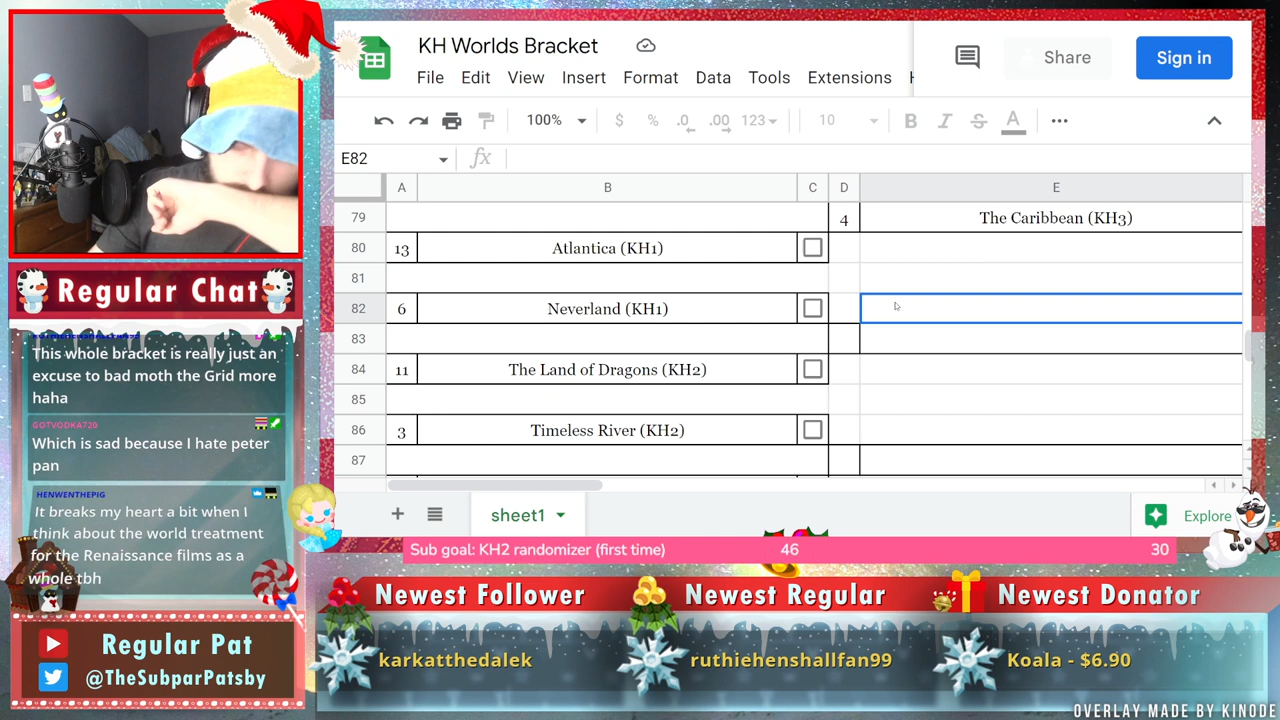 KH Worlds Bracket
File Edit View Insert Format Data Tools Extensions
Share
Sign in
100% $ % .0 .00 123 10 B I S A
E82 fx
A B C D E
79 4 The Caribbean (KH3)
80 13 Atlantica (KH1)
81
82 6 Neverland (KH1)
83
84 11 The Land of Dragons (KH2)
85
86 3 Timeless River (KH2)
87
sheet1
Explore
Regular Chat
This whole bracket is really just an
excuse to bad moth the Grid more
haha
GOTVODKA720
Which is sad because I hate peter
pan
HENWENTHEPIG
It breaks my heart a bit when I
think about the world treatment
for the Renaissance films as a
whole tbh
Regular Pat
@TheSubparPatsby
Sub goal: KH2 randomizer (first time) 46 30
Newest Follower
karkatthedalek
Newest Regular
ruthiehenshallfan99
Newest Donator
Koala - $6.90
OVERLAY MADE BY KINODE